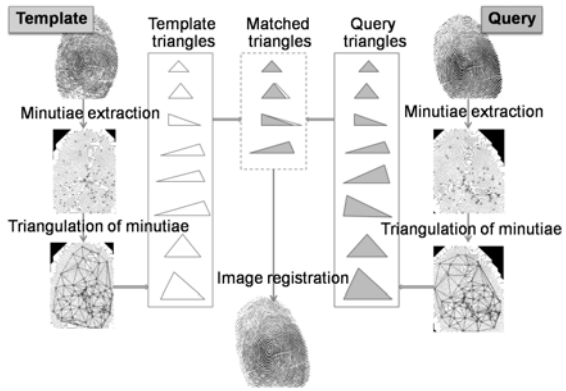 Template
Template triangles
Matched triangles
Query triangles
Query
Minutiae extraction
Minutiae extraction
Triangulation of minutiae
Triangulation of minutiae
Image registration